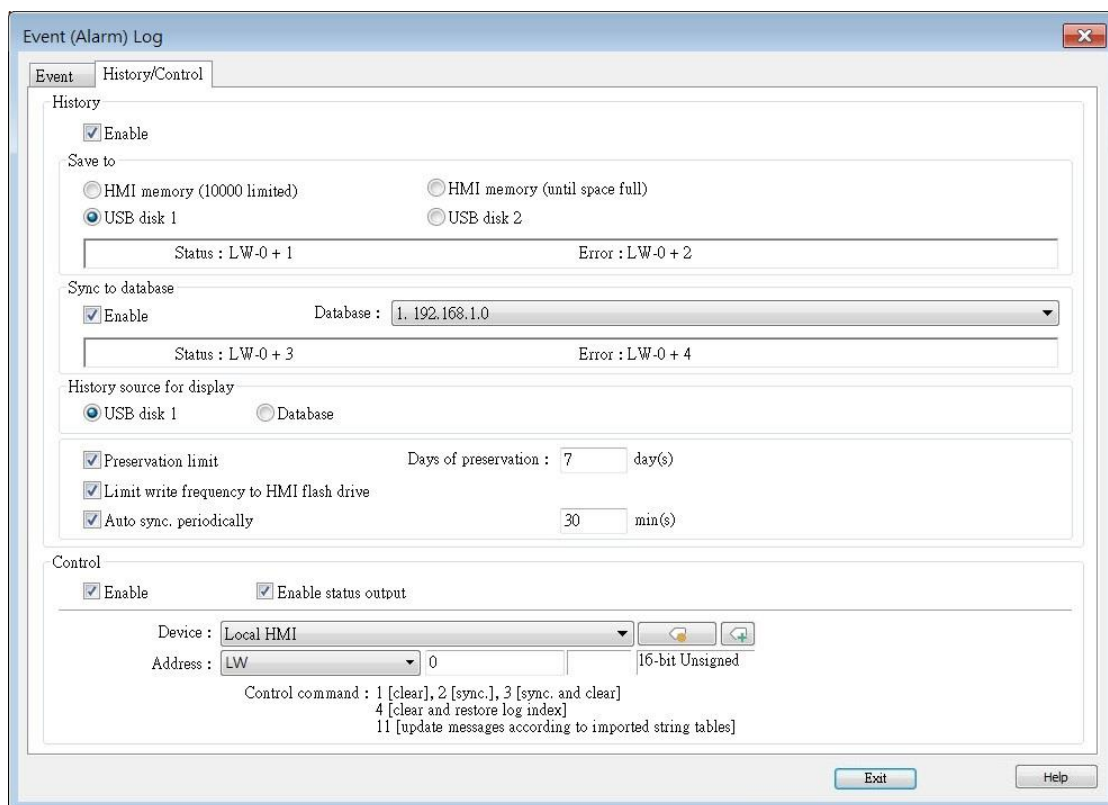 Event (Alarm) Log
Event History/Control
History
Enable
Save to
HMI memory (10000 limited) HMI memory (until space full)
USB disk 1 USB disk 2
Status : LW-0 + 1 Error : LW-0 + 2
Sync to database
Enable Database : 1. 192.168.1.0
Status : LW-0 + 3 Error : LW-0 + 4
History source for display
USB disk 1 Database
Preservation limit Days of preservation : 7 day(s)
Limit write frequency to HMI flash drive
Auto sync. periodically 30 min(s)
Control
Enable Enable status output
Device : Local HMI
Address : LW 0 16-bit Unsigned
Control command : 1 [clear], 2 [sync.], 3 [sync. and clear]
4 [clear and restore log index]
11 [update messages according to imported string tables]
Exit Help